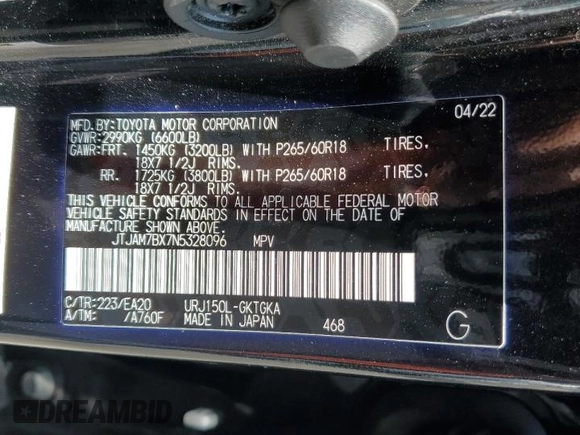 04/22
MFD.BY:TOYOTA MOTOR CORPORATION
GVWR:2990KG (6600LB)
GAWR:FRT. 1450KG (3200LB) WITH P265/60R18 TIRES,
18X7 1/2J RIMS.
RR. 1725KG (3800LB) WITH P265/60R18 TIRES,
18X7 1/2J RIMS.
THIS VEHICLE CONFORMS TO ALL APPLICABLE FEDERAL MOTOR
VEHICLE SAFETY STANDARDS IN EFFECT ON THE DATE OF
MANUFACTURE SHOWN ABOVE.
JTJAM7BX7N5328096 MPV
C/TR:223/EA20 URJ150L-GKTGKA
A/TM: /A760F MADE IN JAPAN 468 G
DREAMBID